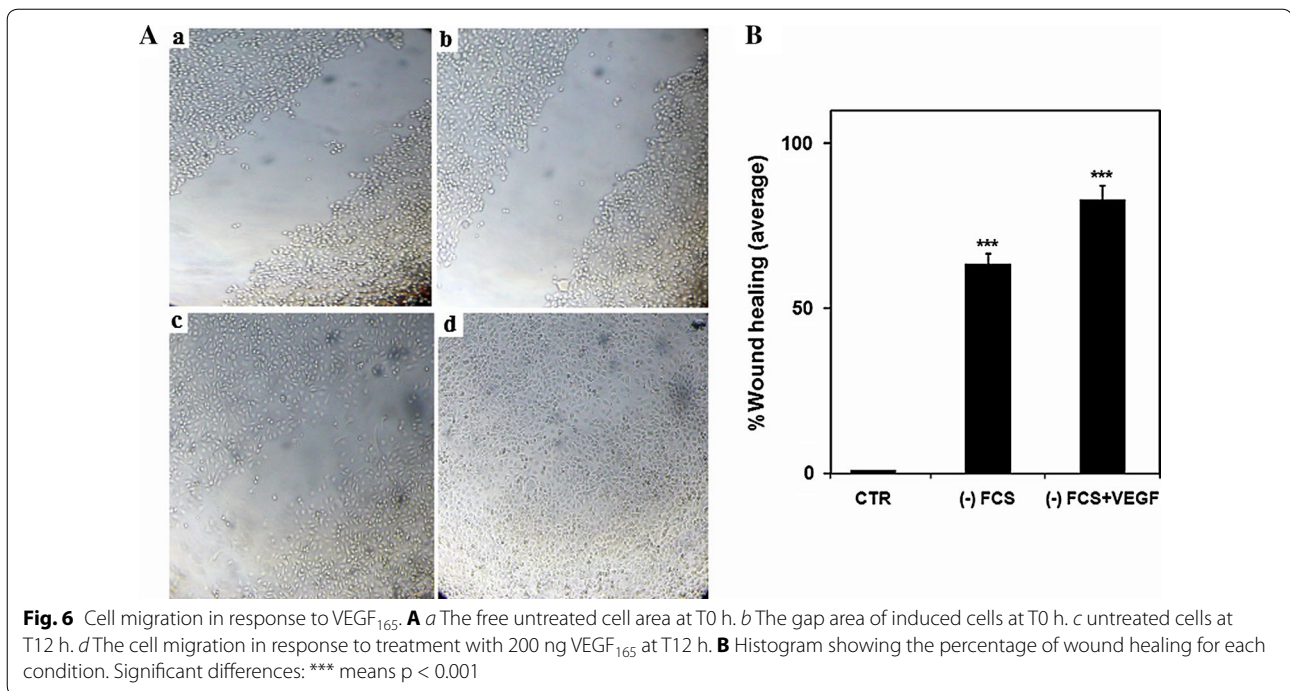 A a
b
c
d
B
%Wound healing (average)
100
50
0
***
***
CTR
(-) FCS
(-) FCS+VEGF
Fig. 6 Cell migration in response to VEGF165. A a The free untreated cell area at T0 h. b The gap area of induced cells at T0 h. c untreated cells at
T12 h. d The cell migration in response to treatment with 200 ng VEGF165 at T12 h. B Histogram showing the percentage of wound healing for each
condition. Significant differences: *** means p < 0.001